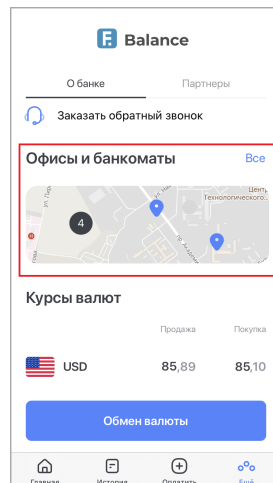 Balance
О банке
Партнеры
Заказать обратный звонок
Офисы и банкоматы
Все
Центр
Технологического...
4
Курсы валют
Продажа
Покупка
USD
85,89
85,10
Обмен валюты
Главная
История
Оплатить
Ещё